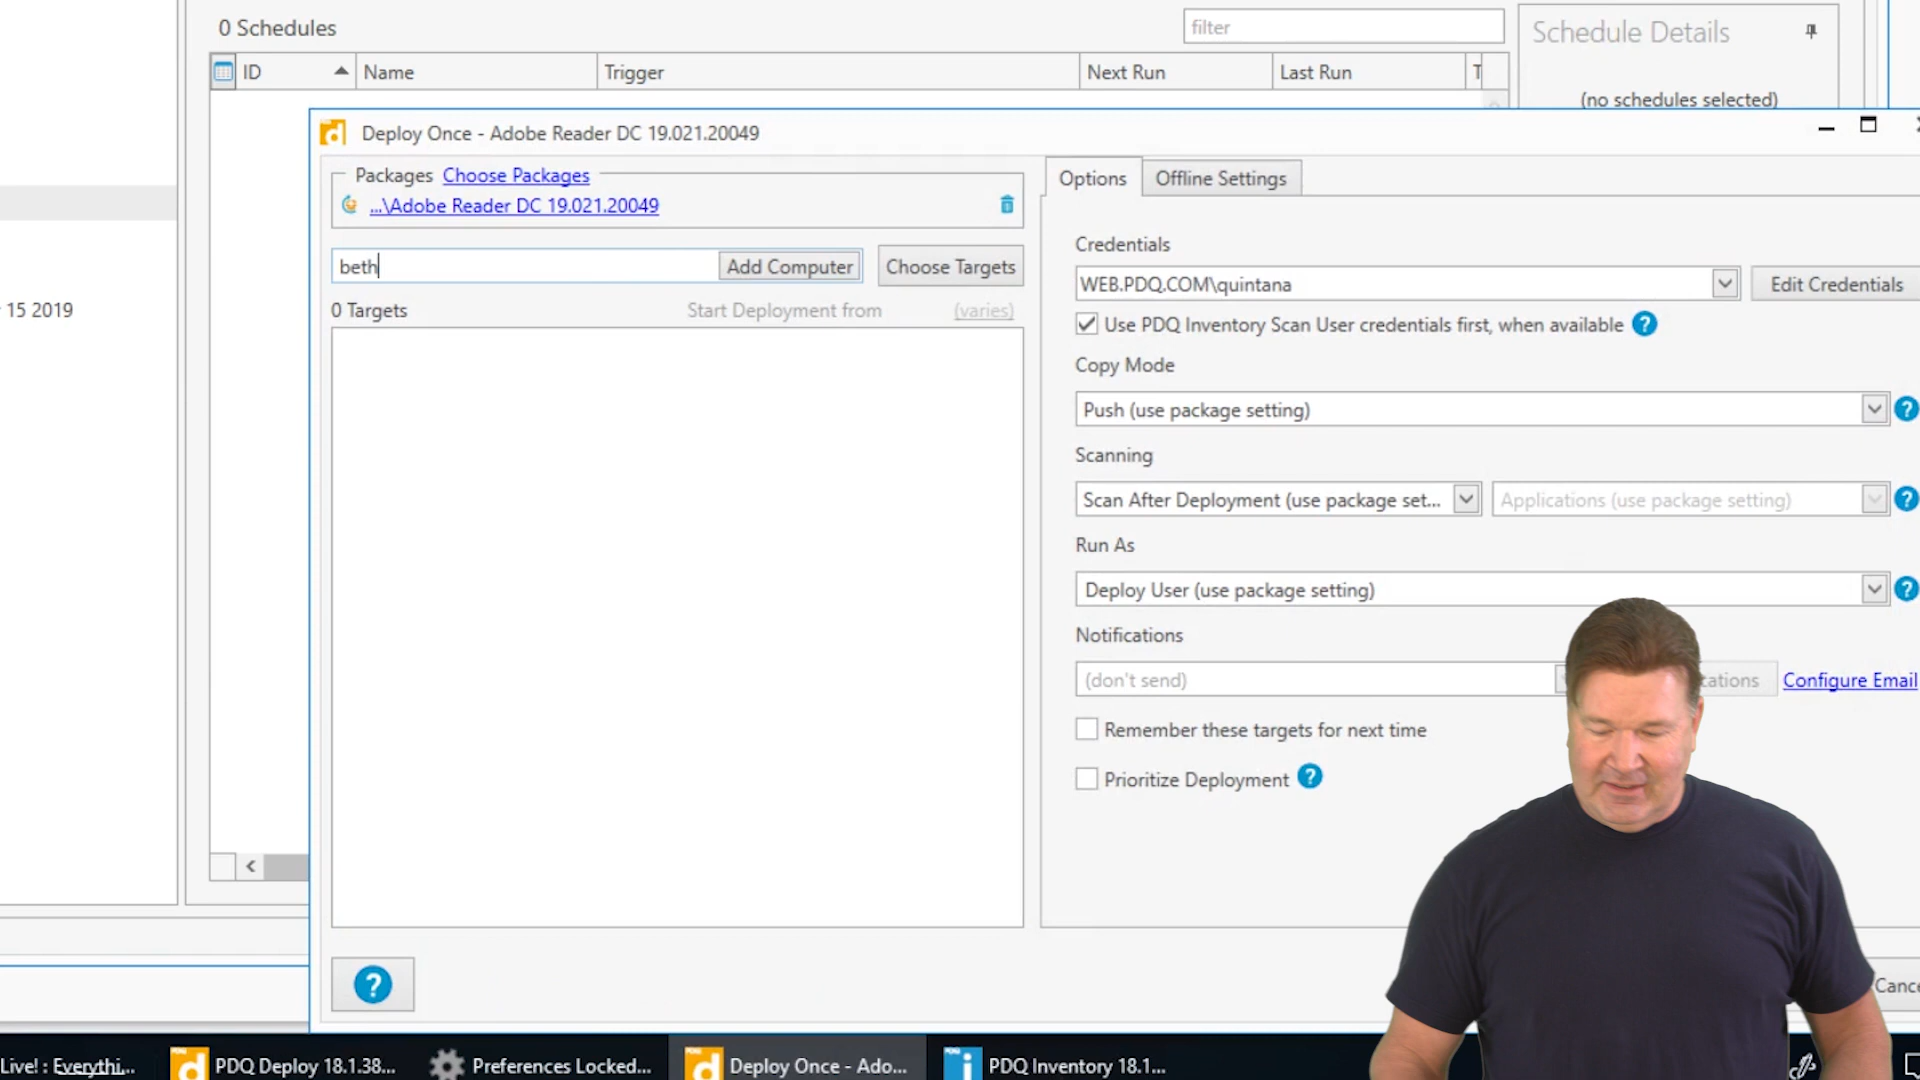 0 Schedules
filter
Schedule Details
ID
Name
Trigger
Next Run
Last Run
T
(no schedules selected)
Deploy Once - Adobe Reader DC 19.021.20049
Packages Choose Packages
...\Adobe Reader DC 19.021.20049
Options
Offline Settings
beth
Add Computer
Choose Targets
0 Targets
Start Deployment from
(varies)
Credentials
WEB.PDQ.COM\quintana
Edit Credentials
Use PDQ Inventory Scan User credentials first, when available ?
Copy Mode
Push (use package setting)
?
Scanning
Scan After Deployment (use package set...
Applications (use package setting)
?
Run As
Deploy User (use package setting)
?
Notifications
(don't send)
Configure Email
Remember these targets for next time
Prioritize Deployment ?
15 2019
?
Live! : Everythi...
PDQ Deploy 18.1.38...
Preferences Locked...
Deploy Once - Ado...
PDQ Inventory 18.1...